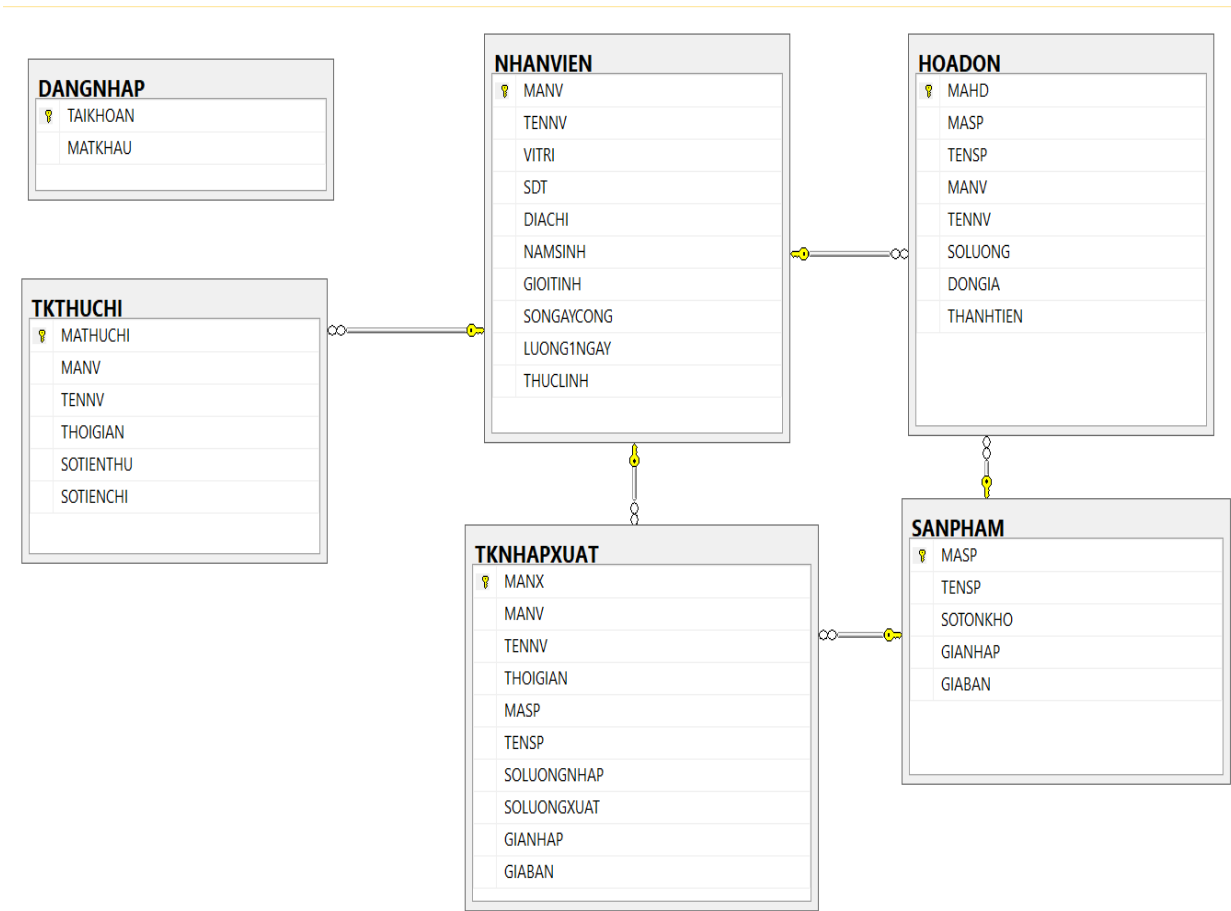 DANGNHAP
TAIKHOAN
MATKHAU
TKTHUCHI
MATHUCHI
MANV
TENNV
THOIGIAN
SOTIENTHU
SOTIENCHI
NHANVIEN
MANV
TENNV
VITRI
SDT
DIACHI
NAMSINH
GIOITINH
SONGAYCONG
LUONG1NGAY
THUCLINH
TKNHAPXUAT
MANX
MANV
TENNV
THOIGIAN
MASP
TENSP
SOLUONGNHAP
SOLUONGXUAT
GIANHAP
GIABAN
HOADON
MAHD
MASP
TENSP
MANV
TENNV
SOLUONG
DONGIA
THANHTIEN
SANPHAM
MASP
TENSP
SOTONKHO
GIANHAP
GIABAN